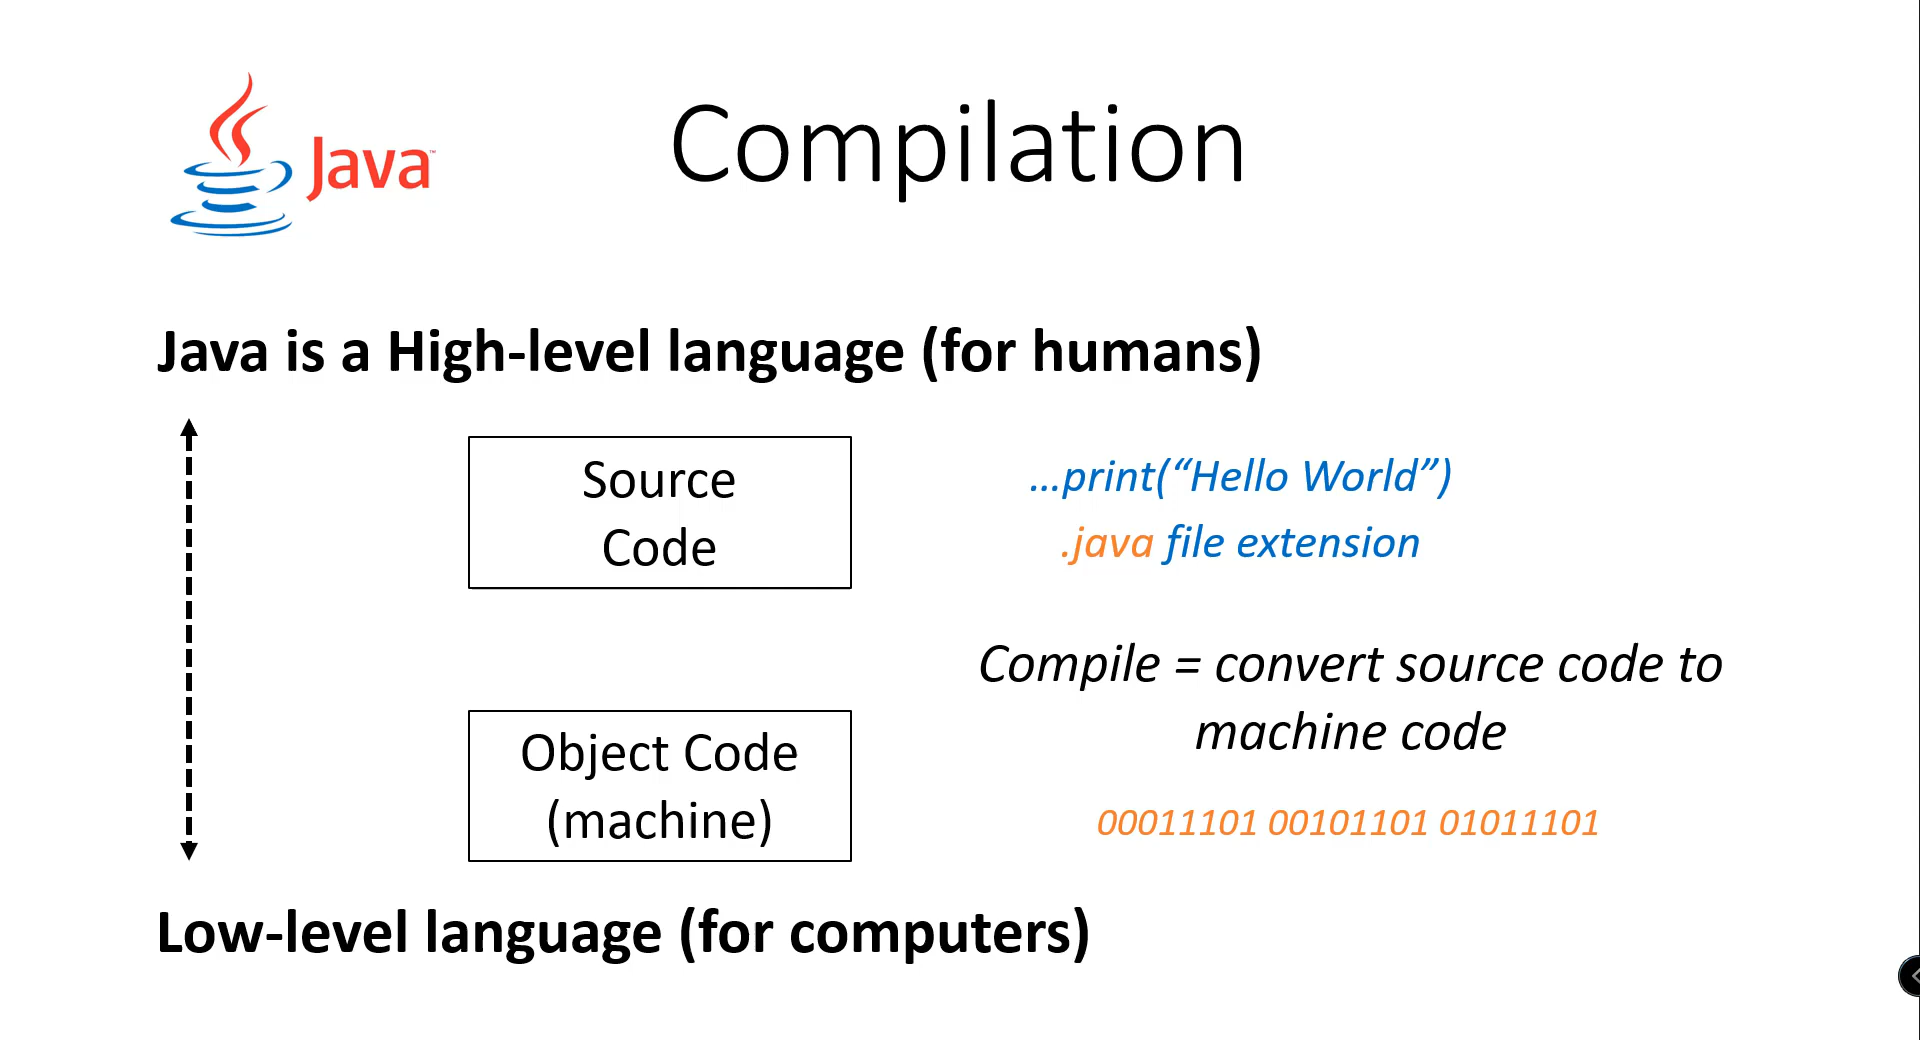 Java™
Compilation
Java is a High-level language (for humans)
Source
Code
...print(“Hello World”)
.java file extension
Compile = convert source code to
machine code
Object Code
(machine)
00011101 00101101 01011101
Low-level language (for computers)